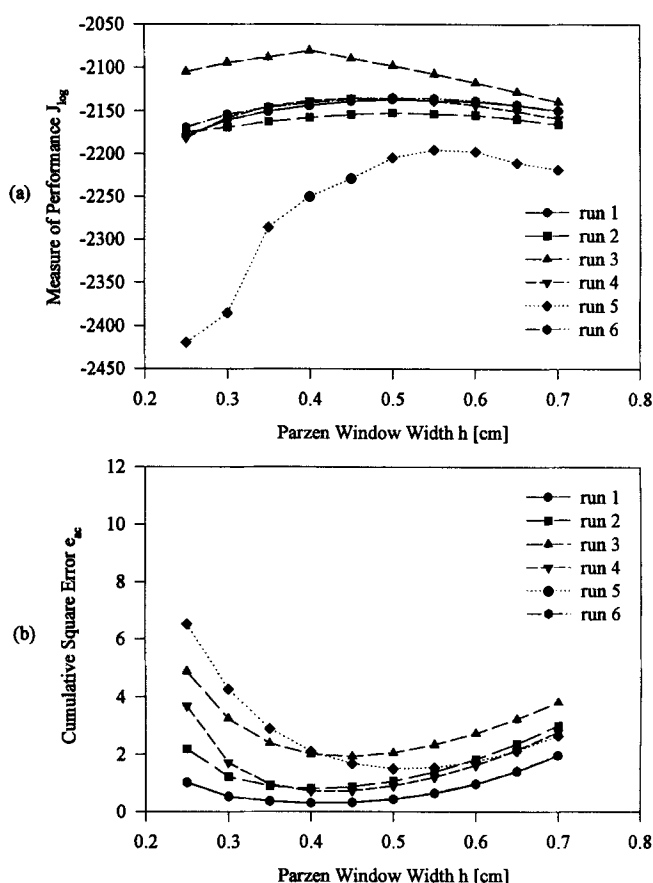 -2050
-2100
-2150
-2200
-2250
-2300
-2350
-2400
-2450
Measure of Performance J_log
(a)
run 1
run 2
run 3
run 4
run 5
run 6
0.2 0.3 0.4 0.5 0.6 0.7 0.8
Parzen Window Width h [cm]
12
10
8
6
4
2
0
Cumulative Square Error
(b)
run 1
run 2
run 3
run 4
run 5
run 6
0.2 0.3 0.4 0.5 0.6 0.7 0.8
Parzen Window Width h [cm]